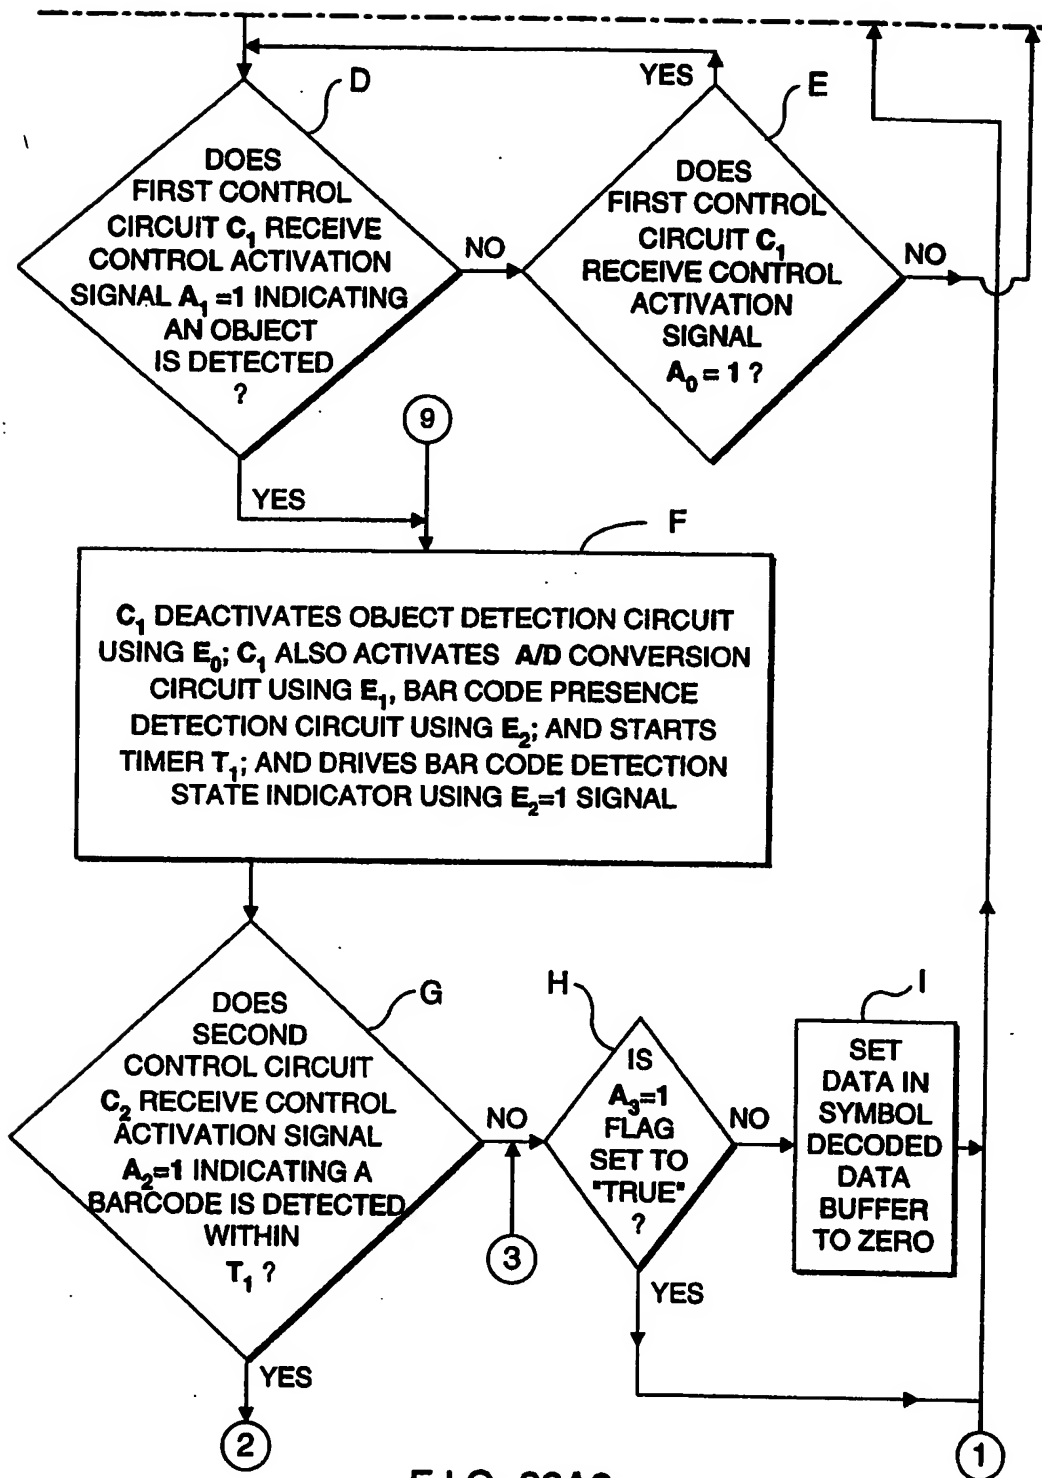 D
DOES
FIRST CONTROL
CIRCUIT C₁ RECEIVE
CONTROL ACTIVATION
SIGNAL A₁ =1 INDICATING
AN OBJECT
IS DETECTED
?
NO
YES
E
YES
DOES
FIRST CONTROL
CIRCUIT C₁
RECEIVE CONTROL
ACTIVATION
SIGNAL
A₀ = 1 ?
NO
9
F
C₁ DEACTIVATES OBJECT DETECTION CIRCUIT
USING E₀; C₁ ALSO ACTIVATES A/D CONVERSION
CIRCUIT USING E₁, BAR CODE PRESENCE
DETECTION CIRCUIT USING E₂; AND STARTS
TIMER T₁; AND DRIVES BAR CODE DETECTION
STATE INDICATOR USING E₂=1 SIGNAL
G
DOES
SECOND
CONTROL CIRCUIT
C₂ RECEIVE CONTROL
ACTIVATION SIGNAL
A₂=1 INDICATING A
BARCODE IS DETECTED
WITHIN
T₁ ?
NO
YES
3
2
H
IS
A₃=1
FLAG
SET TO
"TRUE"
?
NO
YES
I
SET
DATA IN
SYMBOL
DECODED
DATA
BUFFER
TO ZERO
1